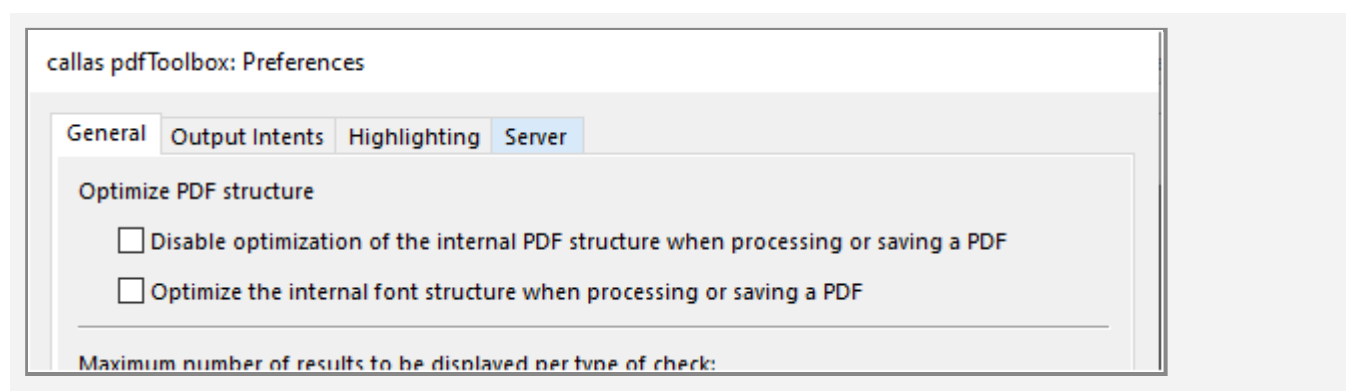 callas pdfToolbox: Preferences
General Output Intents Highlighting Server
Optimize PDF structure
Disable optimization of the internal PDF structure when processing or saving a PDF
Optimize the internal font structure when processing or saving a PDF
Maximum number of results to be displayed per type of check: